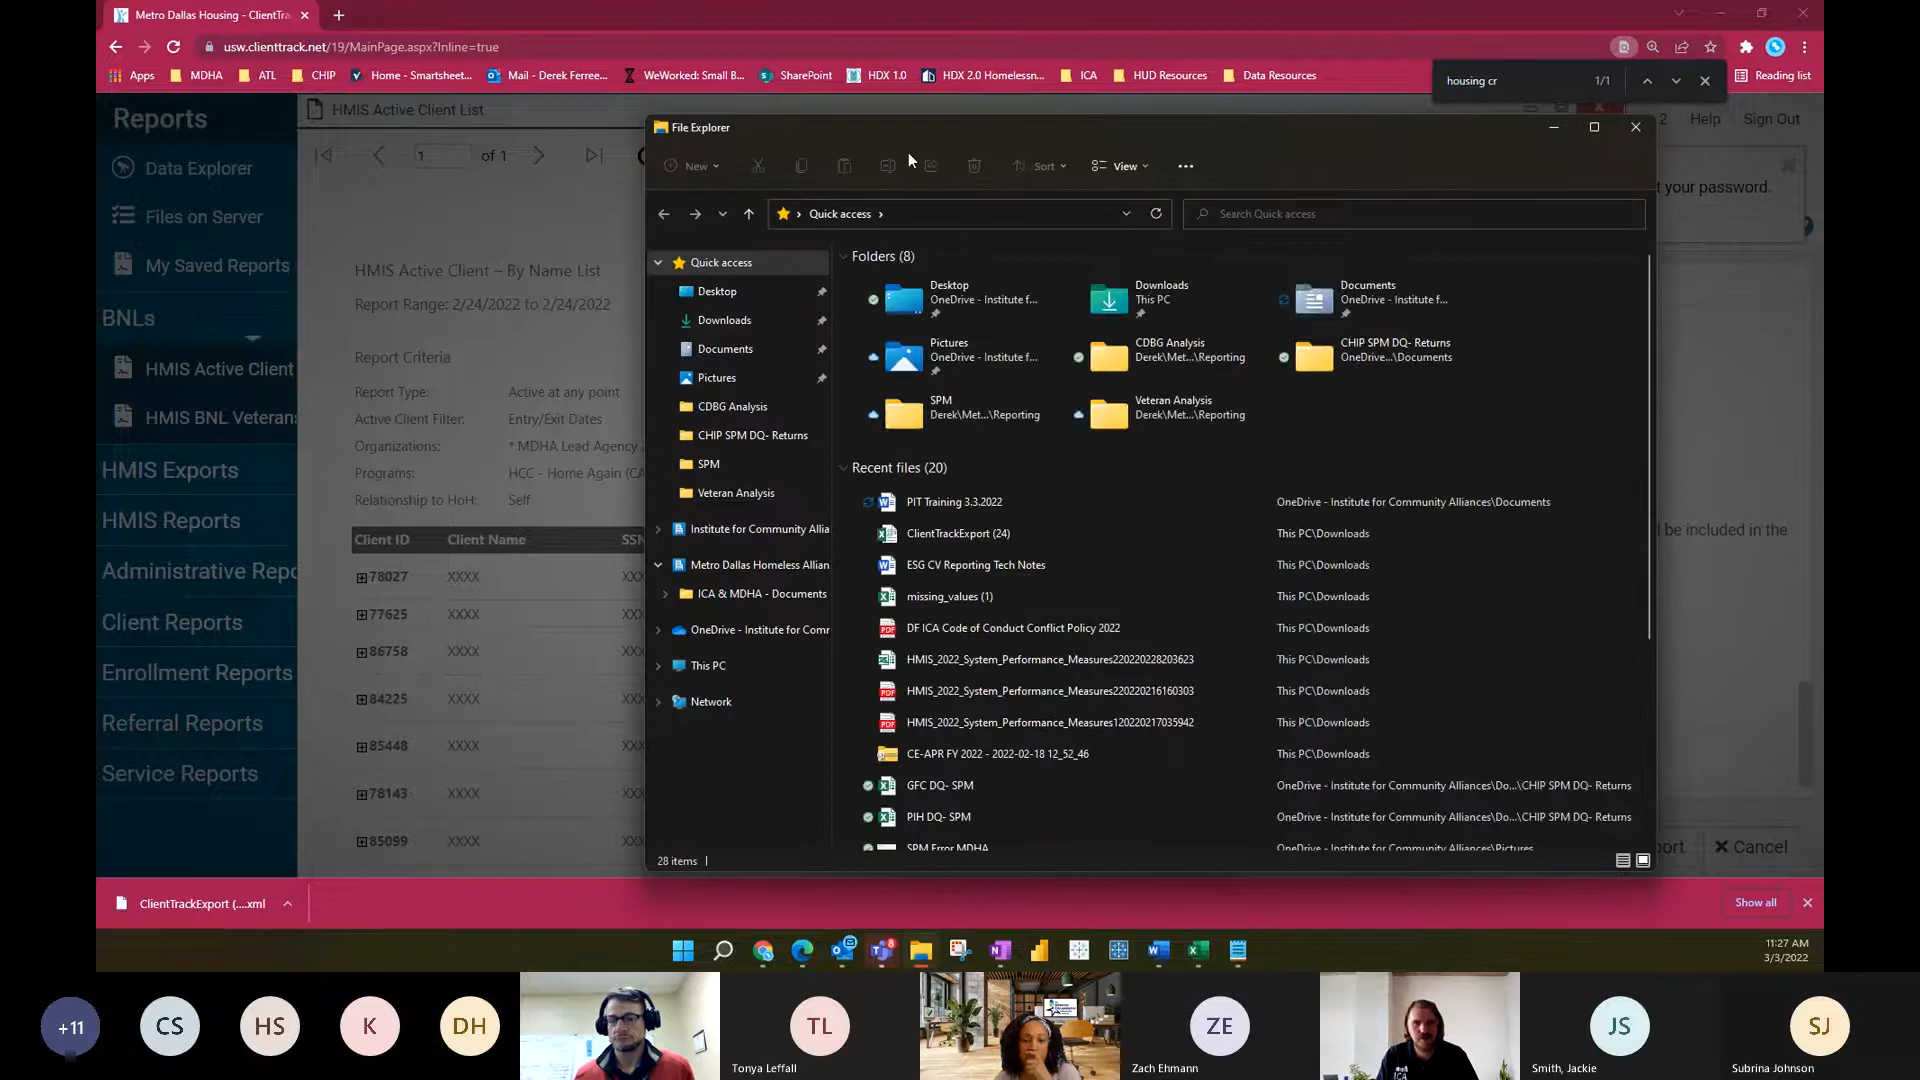 Metro Dallas Housing - ClientTra
usw.clienttrack.net/19/MainPage.aspx?Inline=true
Apps
MDHA
ATL
CHIP
Home - Smartsheet...
Mail - Derek Ferree...
WeWorked: Small B...
SharePoint
HDX 1.0
HDX 2.0 Homelessn...
ICA
HUD Resources
Data Resources
Reading list
housing cr
1/1
Reports
Data Explorer
Files on Server
My Saved Reports
BNLs
HMIS Active Client
HMIS BNL Veterans
HMIS Exports
HMIS Reports
Administrative Repo
Client Reports
Enrollment Reports
Referral Reports
Service Reports
HMIS Active Client List
1 of 1
2 Help Sign Out
t your password.
HMIS Active Client – By Name List
Report Range: 2/24/2022 to 2/24/2022
Report Criteria
Report Type: Active at any point
Active Client Filter: Entry/Exit Dates
Organizations: * MDHA Lead Agency
Programs: HCC - Home Again (CA
Relationship to HoH: Self
Client ID Client Name SSN
78027 XXXX XXX
77625 XXXX XXX
86758 XXXX XXX
84225 XXXX XXX
85448 XXXX XXX
78143 XXXX XXX
85099 XXXX XXX
l be included in the
port
Cancel
File Explorer
New
Sort
View
Quick access
Search Quick access
Quick access
Desktop
Downloads
Documents
Pictures
CDBG Analysis
CHIP SPM DQ- Returns
SPM
Veteran Analysis
Institute for Community Allia
Metro Dallas Homeless Allian
ICA & MDHA - Documents
OneDrive - Institute for Comr
This PC
Network
Folders (8)
Desktop
OneDrive - Institute f...
Downloads
This PC
Documents
OneDrive - Institute f...
Pictures
OneDrive - Institute f...
CDBG Analysis
Derek\Met...\Reporting
CHIP SPM DQ- Returns
OneDrive...\Documents
SPM
Derek\Met...\Reporting
Veteran Analysis
Derek\Met...\Reporting
Recent files (20)
PIT Training 3.3.2022 OneDrive - Institute for Community Alliances\Documents
ClientTrackExport (24) This PC\Downloads
ESG CV Reporting Tech Notes This PC\Downloads
missing_values (1) This PC\Downloads
DF ICA Code of Conduct Conflict Policy 2022 This PC\Downloads
HMIS_2022_System_Performance_Measures220220228203623 This PC\Downloads
HMIS_2022_System_Performance_Measures220220216160303 This PC\Downloads
HMIS_2022_System_Performance_Measures120220217035942 This PC\Downloads
CE-APR FY 2022 - 2022-02-18 12_52_46 This PC\Downloads
GFC DQ- SPM OneDrive - Institute for Community Alliances\Do...\CHIP SPM DQ- Returns
PIH DQ- SPM OneDrive - Institute for Community Alliances\Do...\CHIP SPM DQ- Returns
SPM Error MDHA OneDrive - Institute for Community Alliances\Pictures
28 items
ClientTrackExport (....xml
Show all
11:27 AM
3/3/2022
+11
CS
HS
K
DH
TL
Tonya Leffall
ZE
Zach Ehmann
ICA
JS
Smith, Jackie
SJ
Subrina Johnson